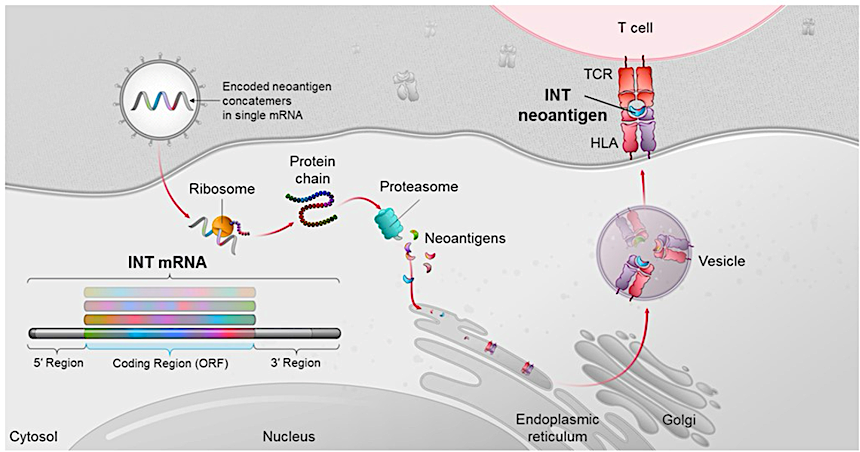 T cell
TCR
INT
neoantigen
HLA
Encoded neoantigen
concatemers
in single mRNA
Ribosome
Protein
chain
Proteasome
Neoantigens
Vesicle
INT mRNA
5′ Region
Coding Region (ORF)
3′ Region
Endoplasmic
reticulum
Golgi
Cytosol
Nucleus